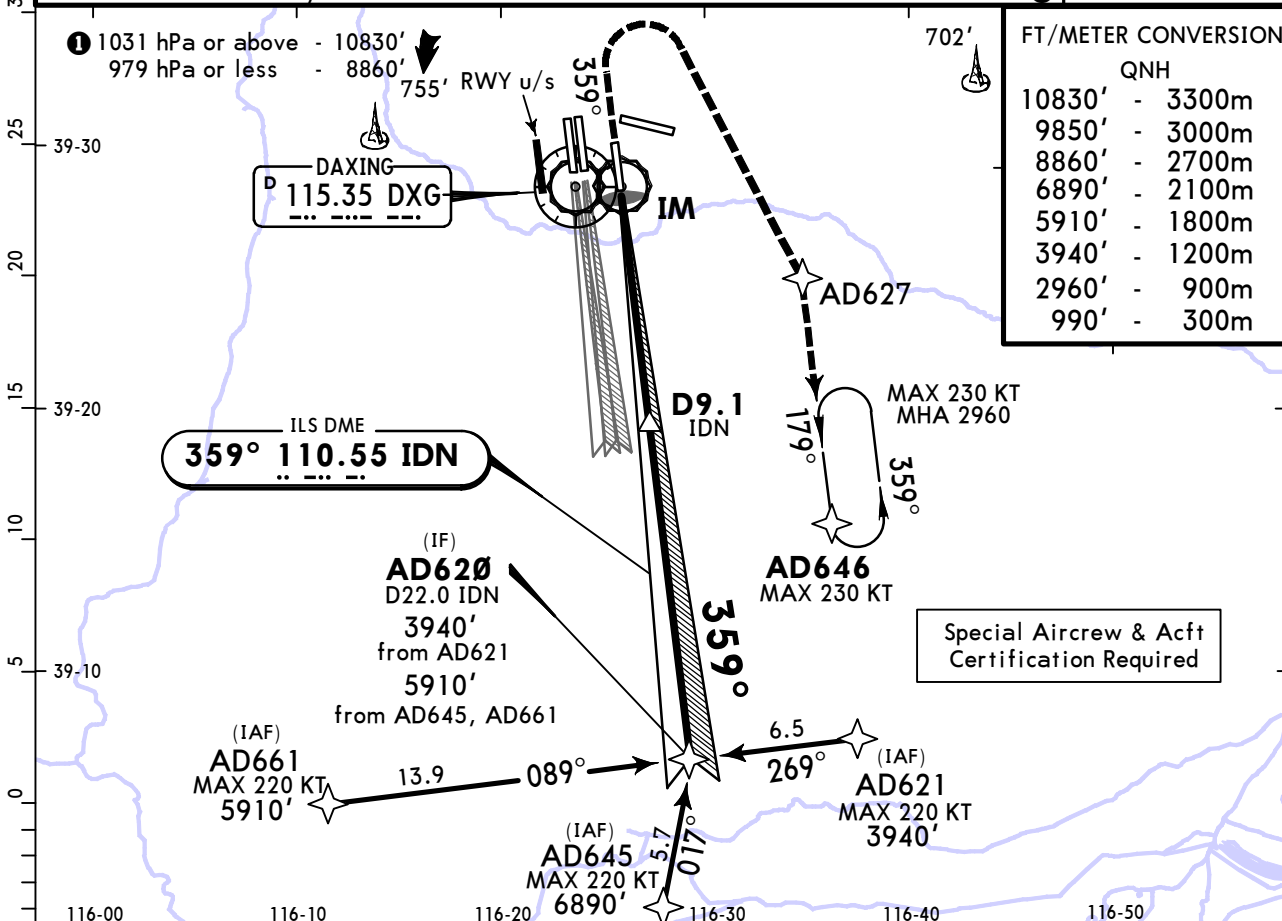 ❶ 1031 hPa or above - 10830'
979 hPa or less - 8860'
755'
RWY u/s
359°
702'
FT/METER CONVERSION
QNH
10830' - 3300m
9850' - 3000m
8860' - 2700m
6890' - 2100m
5910' - 1800m
3940' - 1200m
2960' - 900m
990' - 300m
25
39-30
DAXING
D 115.35 DXG
IM
20
AD627
15
39-20
D9.1
IDN
MAX 230 KT
MHA 2960
179°
359°
ILS DME
359° 110.55 IDN
10
(IF)
AD62Ø
D22.0 IDN
3940'
from AD621
5910'
from AD645, AD661
AD646
MAX 230 KT
359°
Special Aircrew & Acft
Certification Required
5
39-10
(IAF)
AD661
MAX 220 KT
5910'
13.9
089°
6.5
269°
(IAF)
AD621
MAX 220 KT
3940'
0
(IAF)
AD645
MAX 220 KT
6890'
5.7
017°
116-00
116-10
116-20
116-30
116-40
116-50